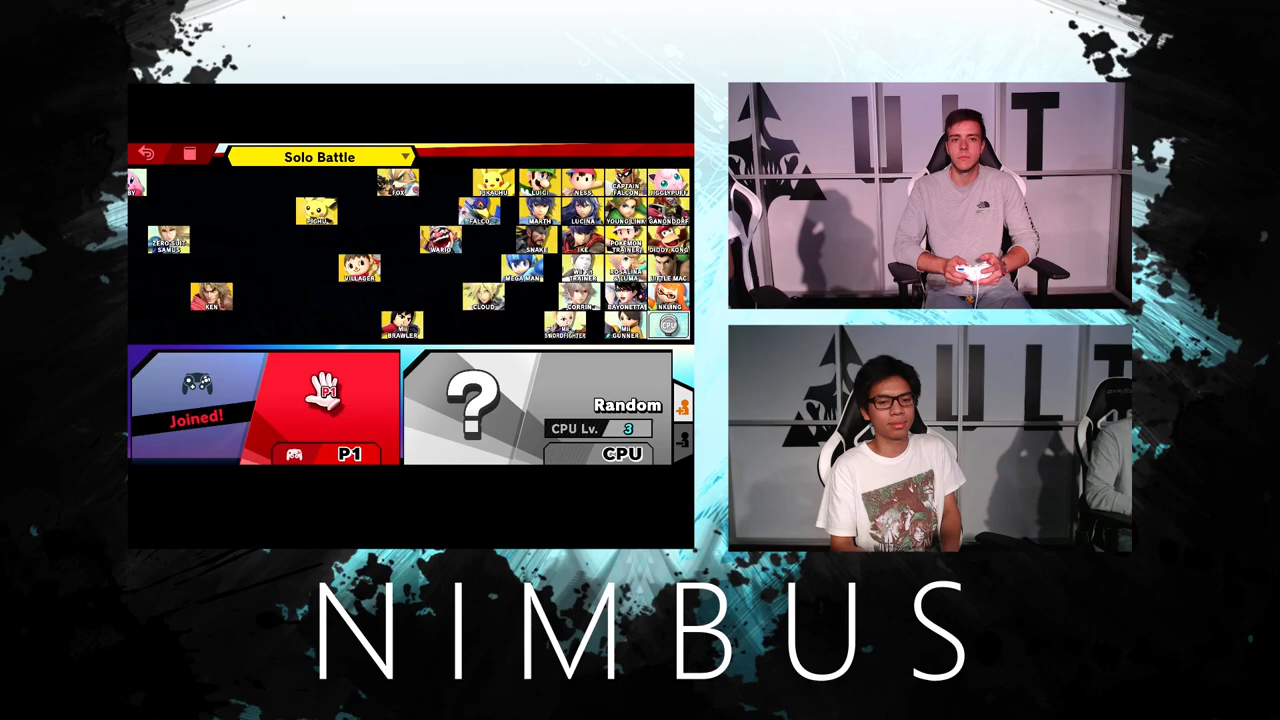 Solo Battle
BY
FOX
PIKACHU
LUIGI
NESS
CAPTAIN
FALCON
JIGGLYPUFF
PICHU
FALCO
MARTH
LUCINA
YOUNG LINK
GANONDORF
ZERO SUIT
SAMUS
WARIO
SNAKE
IKE
POKÉMON
TRAINER
DIDDY KONG
VILLAGER
MEGA MAN
WII FIT
TRAINER
ROSALINA
& LUMA
LITTLE MAC
KEN
CLOUD
CORRIN
BAYONETTA
INKLING
MII
BRAWLER
MII
SWORDFIGHTER
MII
GUNNER
CPU
Joined!
P1
P1
Random
CPU Lv. 3
CPU
ULT
ULT
NIMBUS